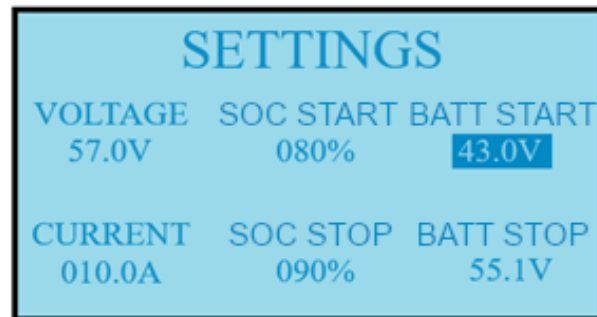 SETTINGS
VOLTAGE SOC START BATT START
57.0V 080% 43.0V
CURRENT SOC STOP BATT STOP
010.0A 090% 55.1V